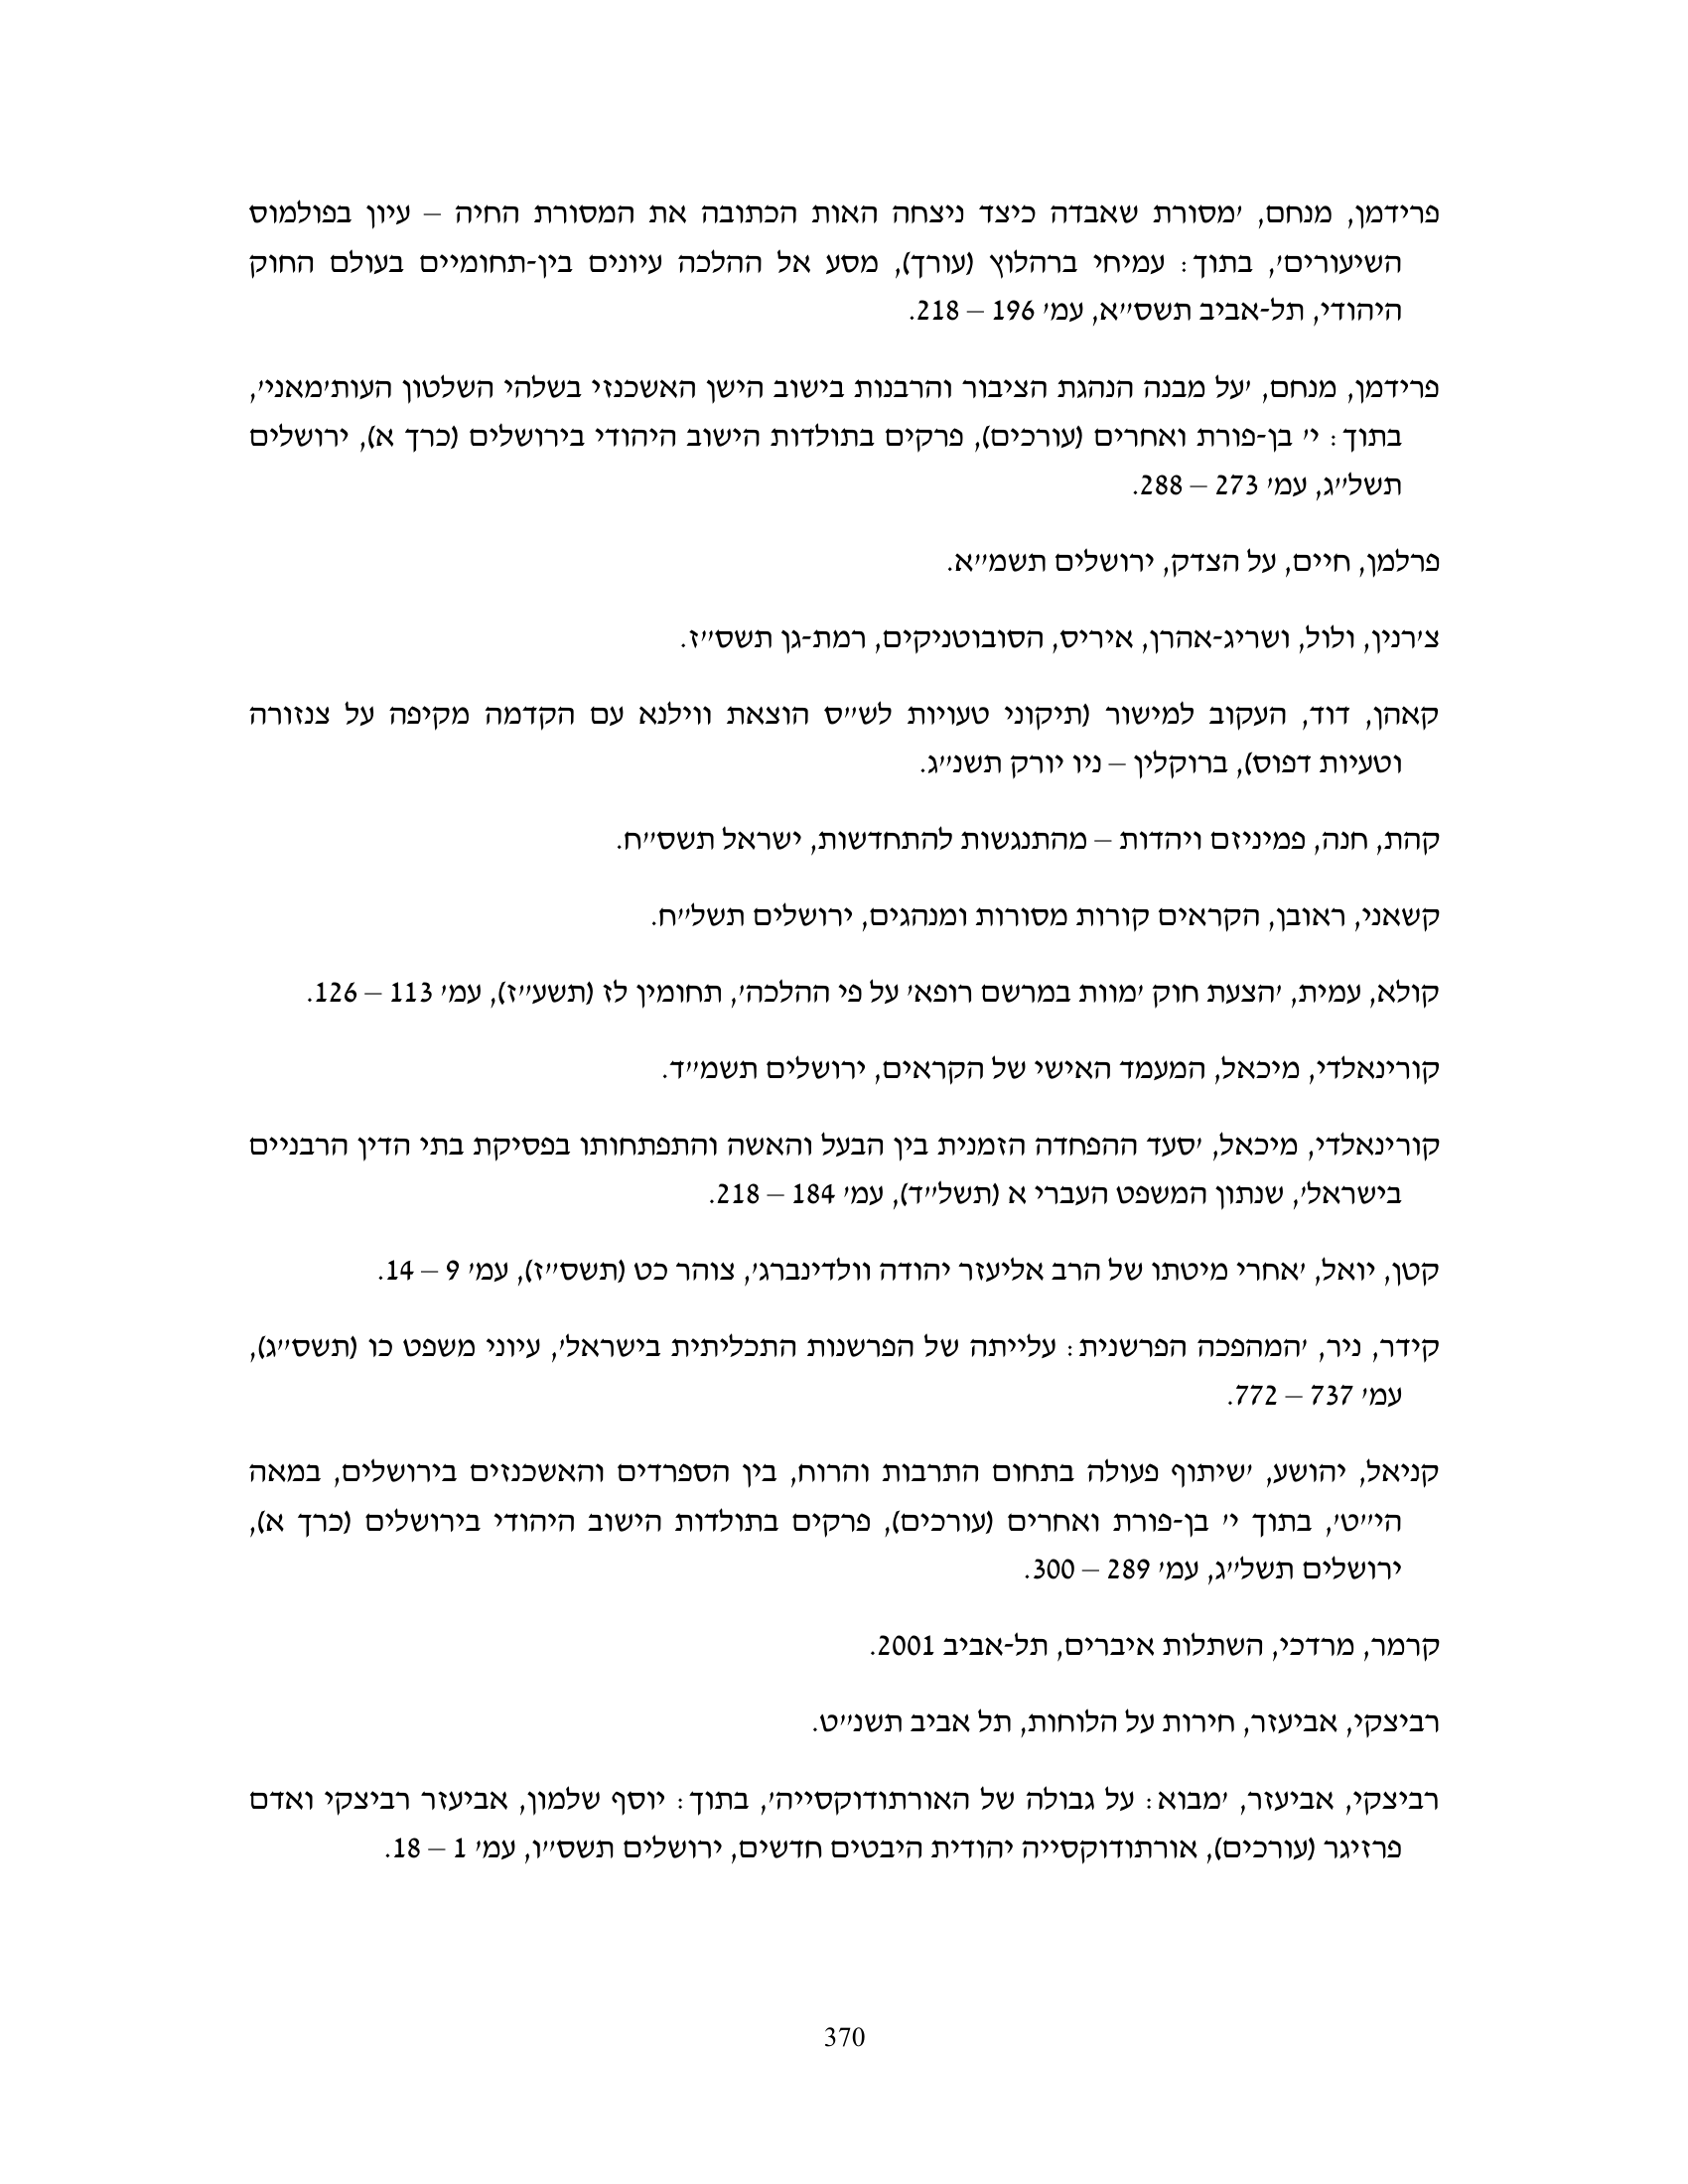 פרידמן, מנחם, 'מסורת שאבדה כיצד ניצחה האות הכתובה את המסורת החיה – עיון בפולמוס
השיעורים', בתוך: עמיחי ברהלוץ (עורך), מסע אל ההלכה עיונים בין-תחומיים בעולם החוק
היהודי, תל-אביב תשס"א, עמ' 196 – 218.
פרידמן, מנחם, 'על מבנה הנהגת הציבור והרבנות בישוב הישן האשכנזי בשלהי השלטון העות'מאני',
בתוך: י' בן-פורת ואחרים (עורכים), פרקים בתולדות הישוב היהודי בירושלים (כרך א), ירושלים
תשל"ג, עמ' 273 – 288.
פרלמן, חיים, על הצדק, ירושלים תשמ"א.
צ'רנין, ולול, ושריג-אהרן, איריס, הסובוטניקים, רמת-גן תשס"ז.
קאהן, דוד, העקוב למישור (תיקוני טעויות לש"ס הוצאת ווילנא עם הקדמה מקיפה על צנזורה
וטעיות דפוס), ברוקלין – ניו יורק תשנ"ג.
קהת, חנה, פמיניזם ויהדות – מהתנגשות להתחדשות, ישראל תשס"ח.
קשאני, ראובן, הקראים קורות מסורות ומנהגים, ירושלים תשל"ח.
קולא, עמית, 'הצעת חוק 'מוות במרשם רופא' על פי ההלכה', תחומין לז (תשע"ז), עמ' 113 – 126.
קורינאלדי, מיכאל, המעמד האישי של הקראים, ירושלים תשמ"ד.
קורינאלדי, מיכאל, 'סעד ההפחדה הזמנית בין הבעל והאשה והתפתחותו בפסיקת בתי הדין הרבניים
בישראל', שנתון המשפט העברי א (תשל"ד), עמ' 184 – 218.
קטן, יואל, 'אחרי מיטתו של הרב אליעזר יהודה וולדינברג', צוהר כט (תשס"ז), עמ' 9 – 14.
קידר, ניר, 'המהפכה הפרשנית: עלייתה של הפרשנות התכליתית בישראל', עיוני משפט כו (תשס"ג),
עמ' 737 – 772.
קניאל, יהושע, 'שיתוף פעולה בתחום התרבות והרוח, בין הספרדים והאשכנזים בירושלים, במאה
הי"ט', בתוך י' בן-פורת ואחרים (עורכים), פרקים בתולדות הישוב היהודי בירושלים (כרך א),
ירושלים תשל"ג, עמ' 289 – 300.
קרמר, מרדכי, השתלות איברים, תל-אביב 2001.
רביצקי, אביעזר, חירות על הלוחות, תל אביב תשנ"ט.
רביצקי, אביעזר, 'מבוא: על גבולה של האורתודוקסייה', בתוך: יוסף שלמון, אביעזר רביצקי ואדם
פרזיגר (עורכים), אורתודוקסייה יהודית היבטים חדשים, ירושלים תשס"ו, עמ' 1 – 18.
370